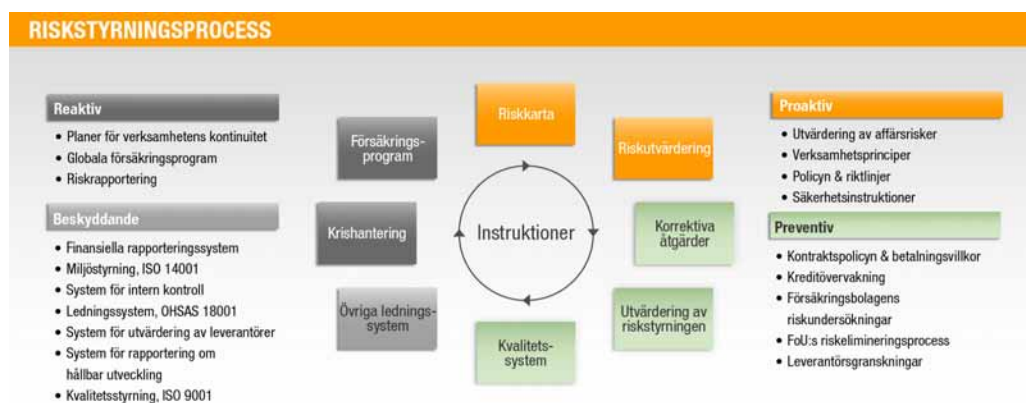 RISKSTYRNINGSPROCESS
Reaktiv
• Planer för verksamhetens kontinuitet
• Globala försäkringsprogram
• Riskrapportering
Beskyddande
• Finansiella rapporteringssystem
• Miljöstyrning, ISO 14001
• System för intern kontroll
• Ledningssystem, OHSAS 18001
• System för utvärdering av leverantörer
• System för rapportering om
hållbar utveckling
• Kvalitetsstyrning, ISO 9001
Riskkarta
Riskutvärdering
Korrektiva
åtgärder
Utvärdering av
riskstyrningen
Kvalitets-
system
Övriga lednings-
system
Krishantering
Försäkrings-
program
Instruktioner
Proaktiv
• Utvärdering av affärsrisker
• Verksamhetsprinciper
• Policyn & riktlinjer
• Säkerhetsinstruktioner
Preventiv
• Kontraktspolicyn & betalningsvillkor
• Kreditövervakning
• Försäkringsbolagens
riskundersökningar
• FoU:s riskelimineringsprocess
• Leverantörsgranskningar